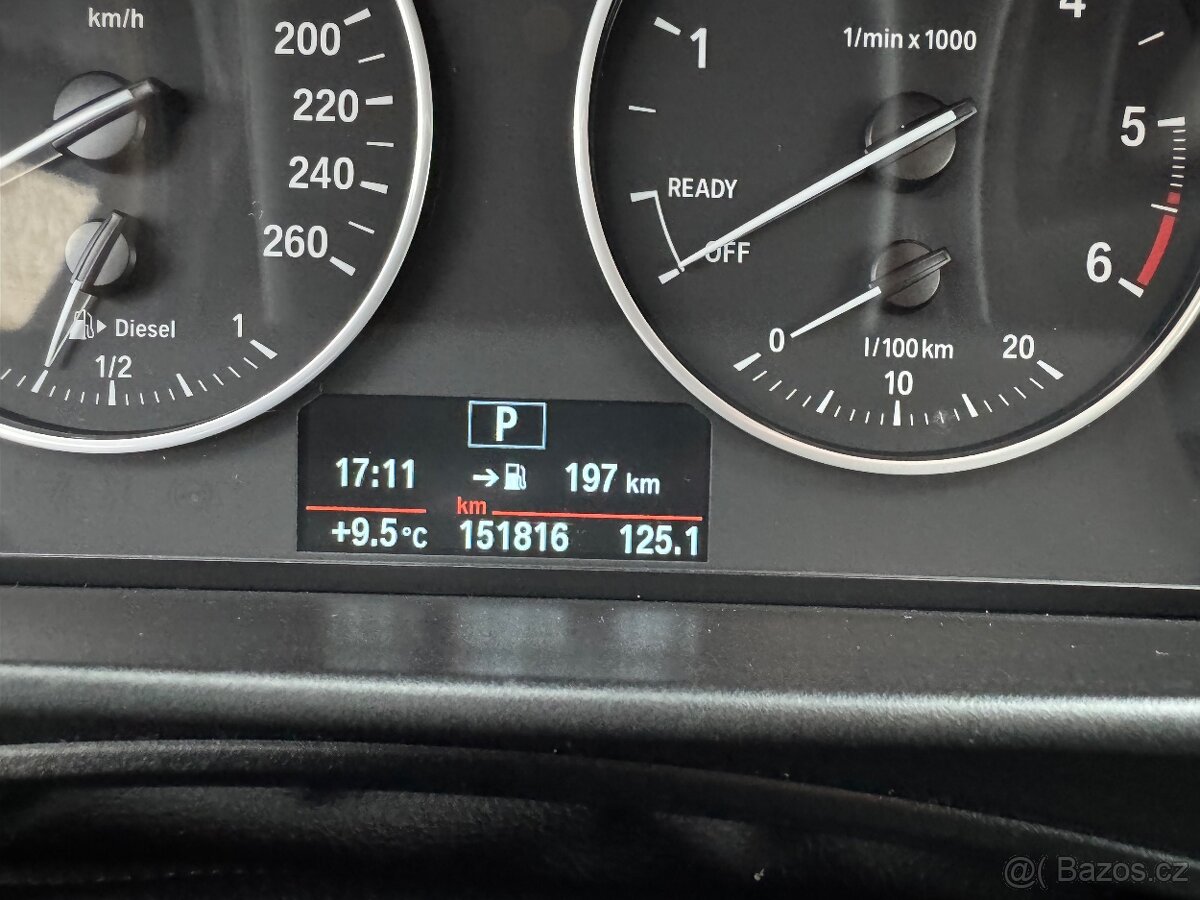 km/h
200
220
240
260
Diesel
1/2
1
1/min x 1000
1
4
5
6
READY
OFF
0
l/100 km
10
20
P
17:11
197 km
km
+9.5°C 151816 125.1
@( Bazos.cz